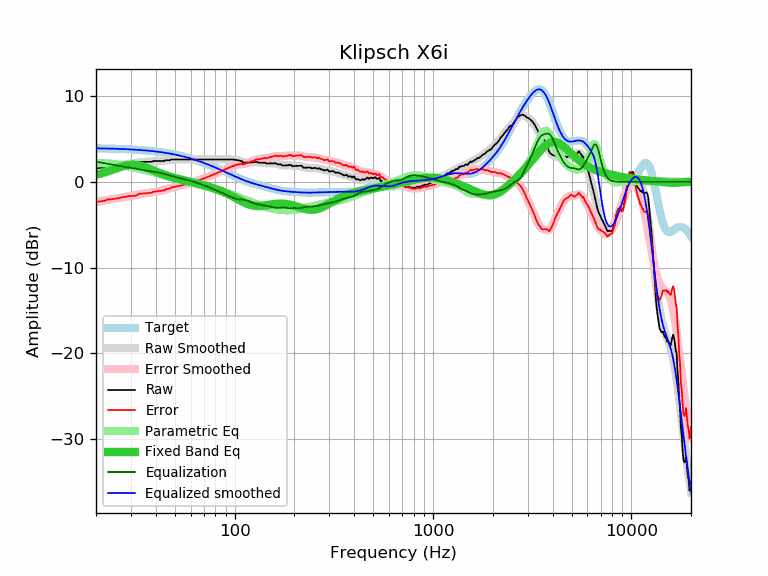 Klipsch X6i
10
0
−10
−20
−30
Amplitude (dBr)
Target
Raw Smoothed
Error Smoothed
Raw
Error
Parametric Eq
Fixed Band Eq
Equalization
Equalized smoothed
100
1000
10000
Frequency (Hz)